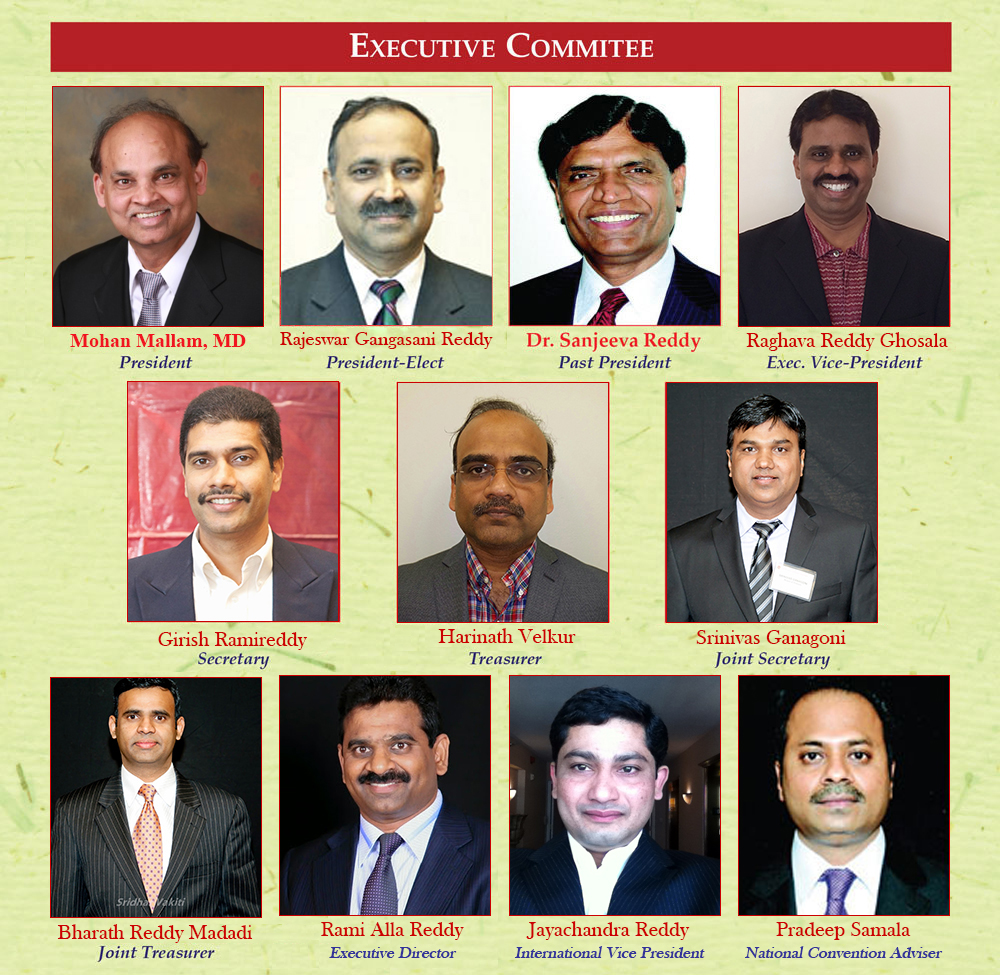 EXECUTIVE COMMITEE
Mohan Mallam, MD
President
Rajeswar Gangasani Reddy
President-Elect
Dr. Sanjeeva Reddy
Past President
Raghava Reddy Ghosala
Exec. Vice-President
Girish Ramireddy
Secretary
Harinath Velkur
Treasurer
Srinivas Ganagoni
Joint Secretary
Sridhar Vakiti
Bharath Reddy Madadi
Joint Treasurer
Rami Alla Reddy
Executive Director
Jayachandra Reddy
International Vice President
Pradeep Samala
National Convention Adviser